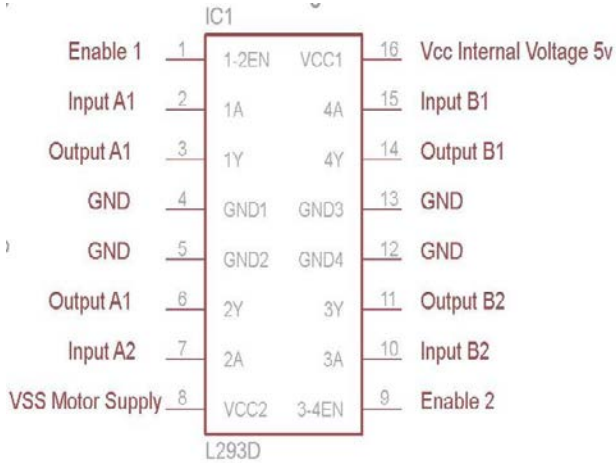 IC1
Enable 1 1 1-2EN VCC1 16 Vcc Internal Voltage 5v
Input A1 2 1A 4A 15 Input B1
Output A1 3 1Y 4Y 14 Output B1
GND 4 GND1 GND3 13 GND
GND 5 GND2 GND4 12 GND
Output A1 6 2Y 3Y 11 Output B2
Input A2 7 2A 3A 10 Input B2
VSS Motor Supply 8 VCC2 3-4EN 9 Enable 2
L293D